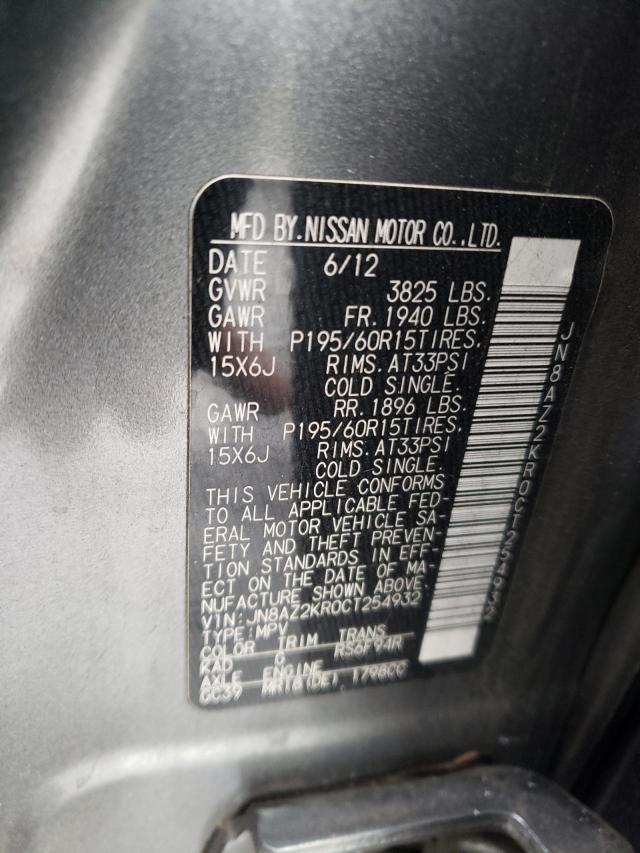 MFD BY. NISSAN MOTOR CO., LTD.
DATE 6/12
GVWR 3825 LBS.
GAWR FR. 1940 LBS.
WITH P195/60R15TIRES.
15X6J RIMS. AT33PSI
COLD SINGLE.
GAWR RR. 1896 LBS.
WITH P195/60R15TIRES.
15X6J RIMS. AT33PSI
COLD SINGLE.
THIS VEHICLE CONFORMS
TO ALL APPLICABLE FED-
ERAL MOTOR VEHICLE SA-
FETY AND THEFT PREVEN-
TION STANDARDS IN EFF-
ECT ON THE DATE OF MA-
NUFACTURE SHOWN ABOVE.
VIN: JN8AZ2KR0CT254932
TYPE: MPV
COLOR TRIM TRANS
KAD G RS6F94R
AXLE ENGINE
GC39 MR18(DE) 1798CC
JN8AZ2KR0CT254932